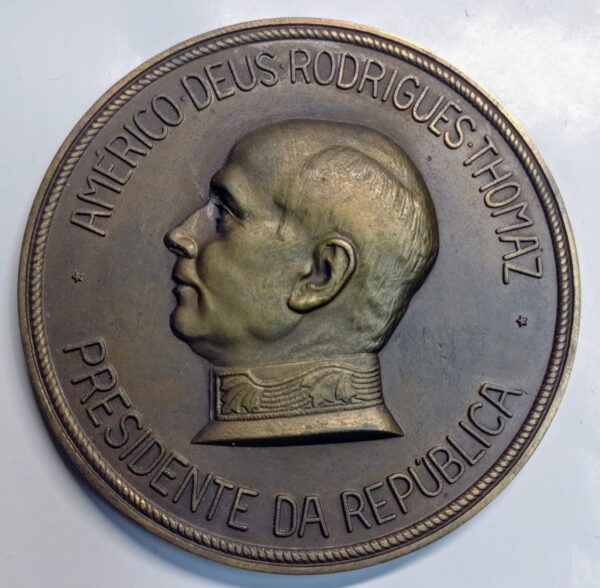 AMÉRICO·DEUS·RODRIGUES·THOMAZ
PRESIDENTE DA REPÚBLICA